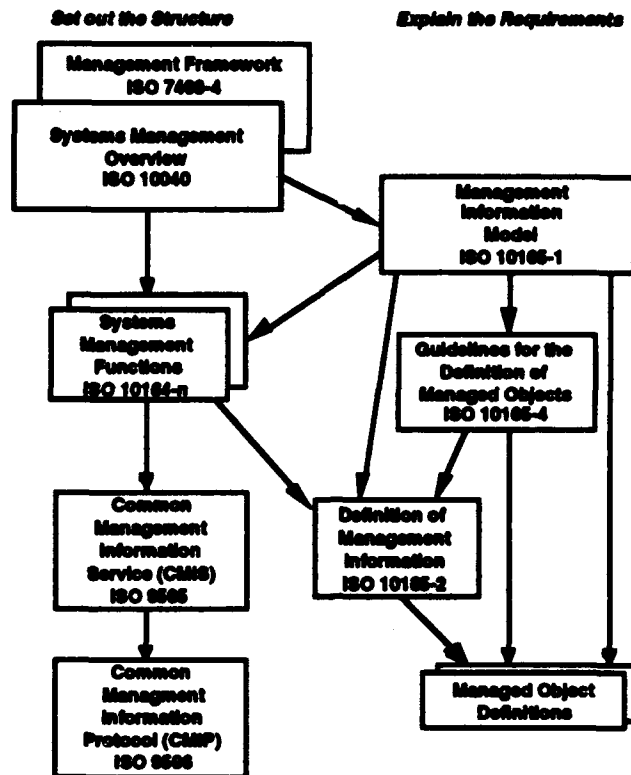 Set out the Structure
Explain the Requirements
Management Framework
ISO 7498-4
Systems Management
Overview
ISO 10040
Management
Information
Model
ISO 10165-1
Systems
Management
Functions
ISO 10164-n
Guidelines for the
Definition of
Managed Objects
ISO 10165-4
Common
Management
Information
Service (CMIS)
ISO 9595
Definition of
Management
Information
ISO 10165-2
Common
Managment
Information
Protocol (CMIP)
ISO 9596
Managed Object
Definitions